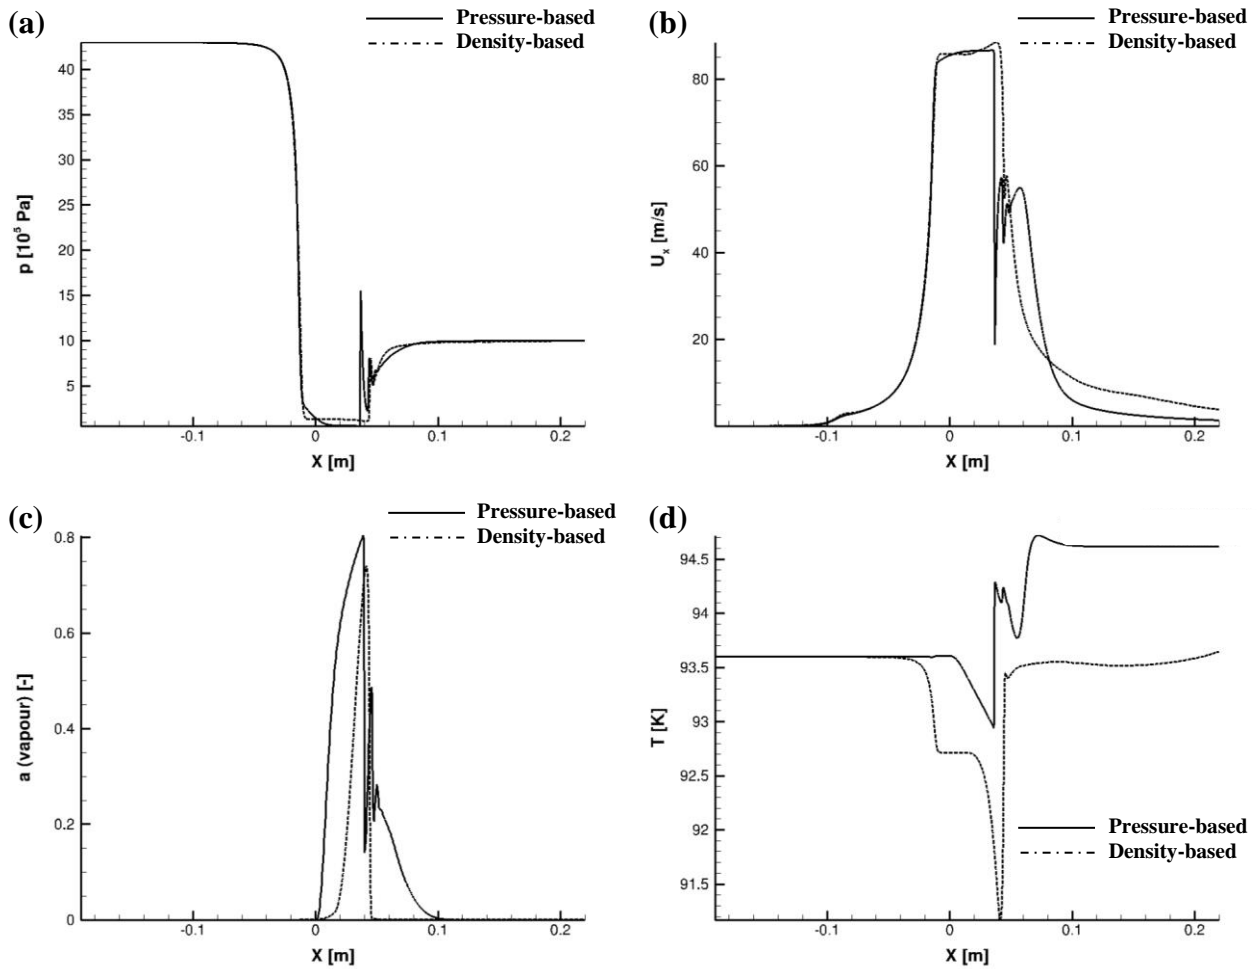 (a)
Pressure-based
Density-based
40
35
30
25
20
15
10
5
p [10⁵ Pa]
-0.1
0
0.1
0.2
X [m]
(b)
Pressure-based
Density-based
80
60
40
20
Uₓ [m/s]
-0.1
0
0.1
0.2
X [m]
(c)
Pressure-based
Density-based
0.8
0.6
0.4
0.2
0
a (vapour) [-]
-0.1
0
0.1
0.2
X [m]
(d)
94.5
94
93.5
93
92.5
92
91.5
T [K]
Pressure-based
Density-based
-0.1
0
0.1
0.2
X [m]